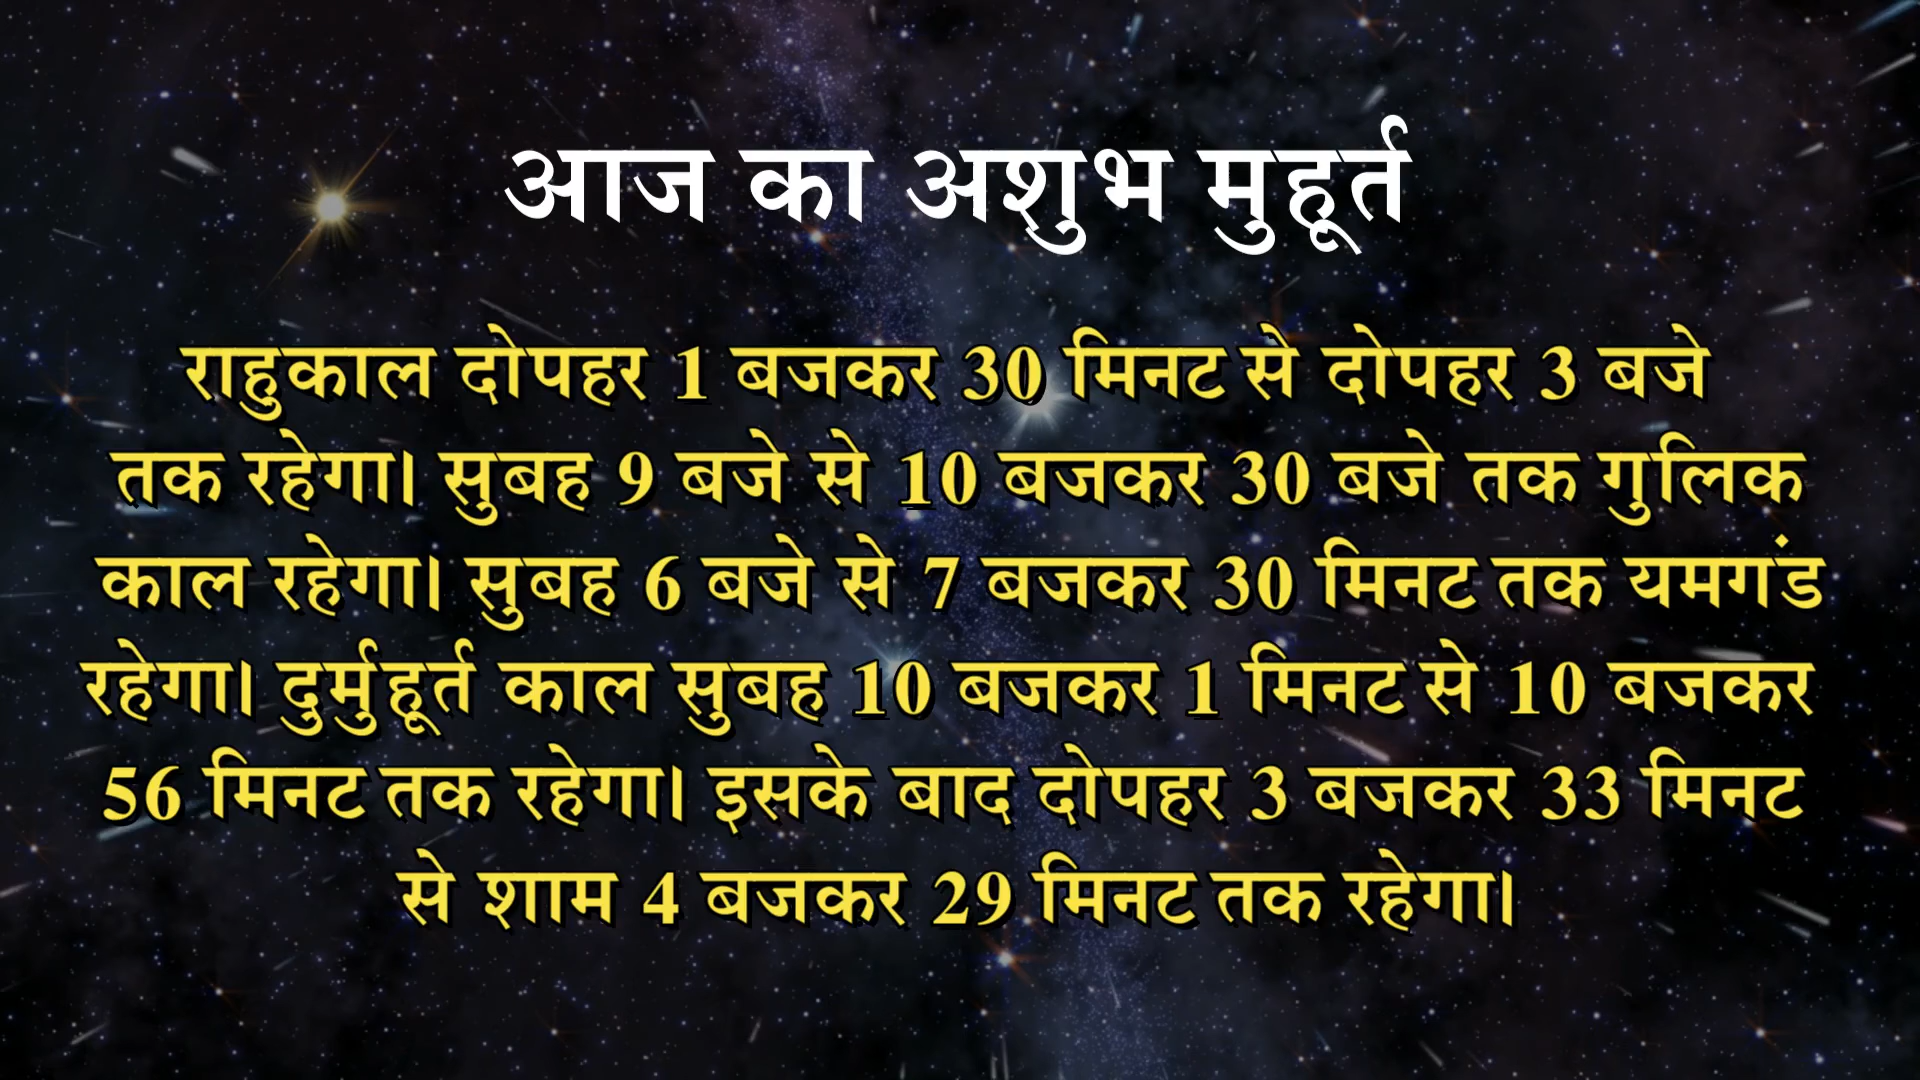 आज का अशुभ मुहूर्त
राहुकाल दोपहर 1 बजकर 30 मिनट से दोपहर 3 बजे
तक रहेगा। सुबह 9 बजे से 10 बजकर 30 बजे तक गुलिक
काल रहेगा। सुबह 6 बजे से 7 बजकर 30 मिनट तक यमगंड
रहेगा। दुर्मुहूर्त काल सुबह 10 बजकर 1 मिनट से 10 बजकर
56 मिनट तक रहेगा। इसके बाद दोपहर 3 बजकर 33 मिनट
से शाम 4 बजकर 29 मिनट तक रहेगा।